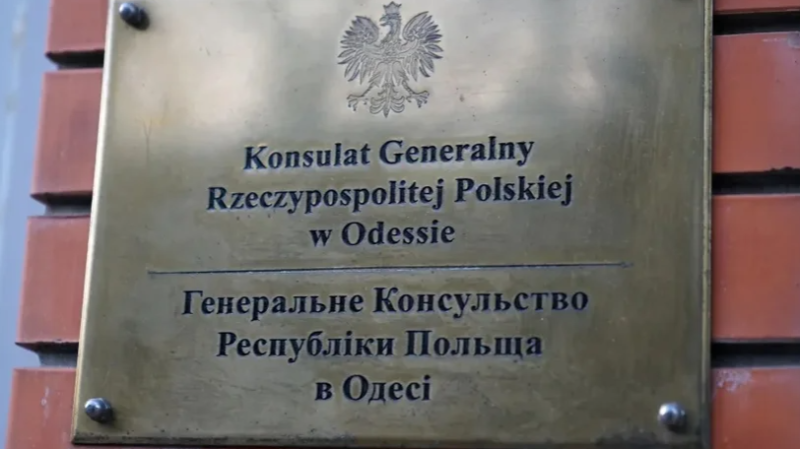 Konsulat Generalny
Rzeczypospolitej Polskiej
w Odessie
Генеральне Консульство
Республіки Польща
в Одесі